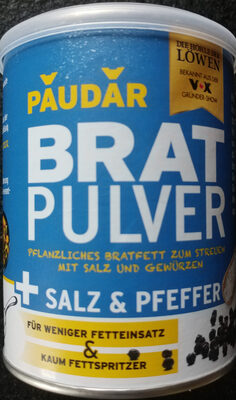 DIE HÖHLE DER
LÖWEN
BEKANNT AUS DER
VOX
GRÜNDER-SHOW
PÄUDÄR
BRAT
PULVER
PFLANZLICHES BRATFETT ZUM STREUEN
MIT SALZ UND GEWÜRZEN
+ SALZ & PFEFFER
FÜR WENIGER FETTEINSATZ
&
KAUM FETTSPRITZER